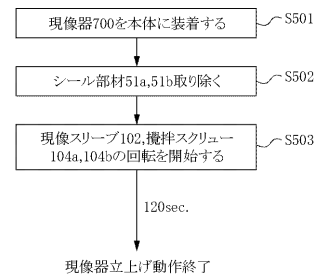 現像器700を本体に装着する
S501
シール部材51a,51b取り除く
S502
現像スリーブ102,攪拌スクリュー
104a,104bの回転を開始する
S503
120sec.
現像器立上げ動作終了